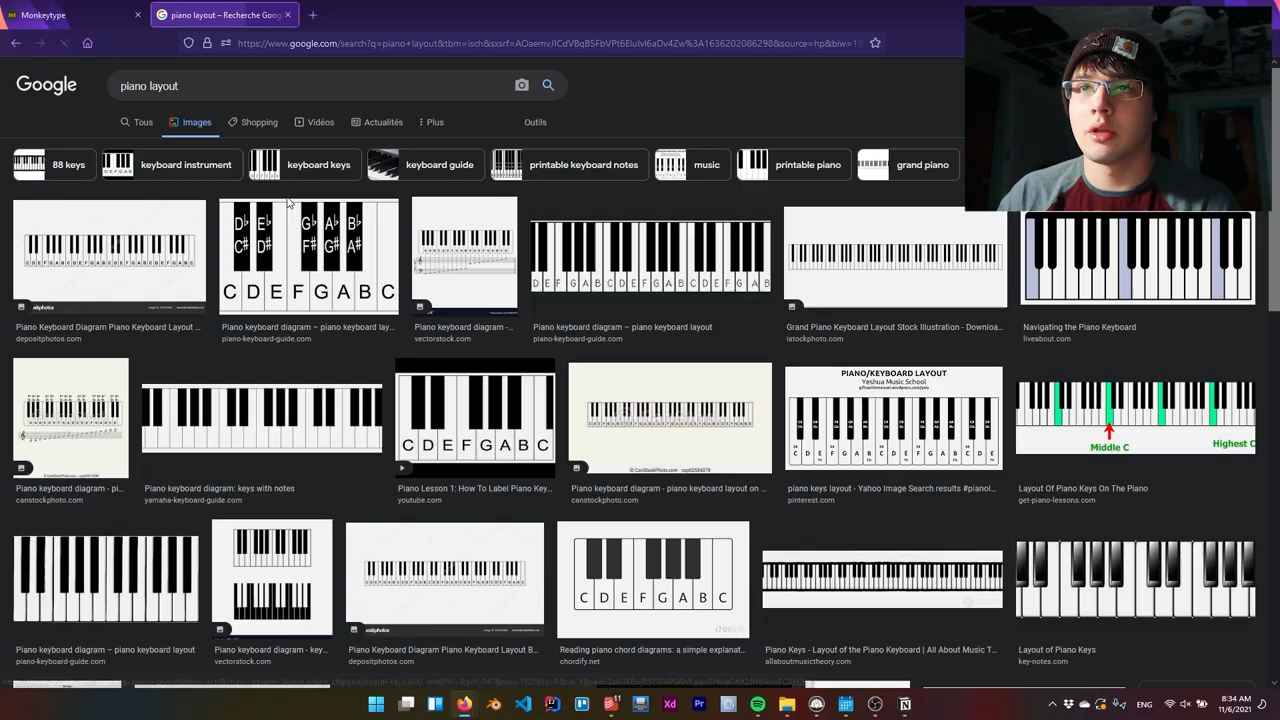 Monkeytype
piano layout – Recherche Goog
https://www.google.com/search?q=piano+layout&tbm=isch&sxsrf=
Google
piano layout
Tous
Images
Shopping
Vidéos
Actualités
Plus
Outils
88 keys
keyboard instrument
keyboard keys
keyboard guide
printable keyboard notes
music
printable piano
grand piano
D♭ E♭ G♭ A♭ B♭
C# D# F# G# A#
C D E F G A B C
Piano Keyboard Diagram Piano Keyboard Layout ...
depositphotos.com
Piano keyboard diagram – piano keyboard lay...
piano-keyboard-guide.com
Piano keyboard diagram -...
vectorstock.com
Piano keyboard diagram – piano keyboard layout
piano-keyboard-guide.com
Grand Piano Keyboard Layout Stock Illustration - Downloa...
istockphoto.com
Navigating the Piano Keyboard
liveabout.com
C D E F G A B C
PIANO/KEYBOARD LAYOUT
Yeshua Music School
Middle C
Highest C
Piano keyboard diagram - pi...
canstockphoto.com
Piano keyboard diagram: keys with notes
yamaha-keyboard-guide.com
Piano Lesson 1: How To Label Piano Key...
youtube.com
Piano keyboard diagram - piano keyboard layout on ...
canstockphoto.com
piano keys layout - Yahoo Image Search results #pianol...
pinterest.com
Layout Of Piano Keys On The Piano
get-piano-lessons.com
C D E F G A B C
chordify
Piano keyboard diagram – piano keyboard layout
piano-keyboard-guide.com
Piano keyboard diagram - key...
vectorstock.com
Piano Keyboard Diagram Piano Keyboard Layout B...
depositphotos.com
Reading piano chord diagrams: a simple explanat...
chordify.net
Piano Keys - Layout of the Piano Keyboard | All About Music T...
allaboutmusictheory.com
Layout of Piano Keys
key-notes.com
11
Xd
Pr
8:34 AM
11/6/2021